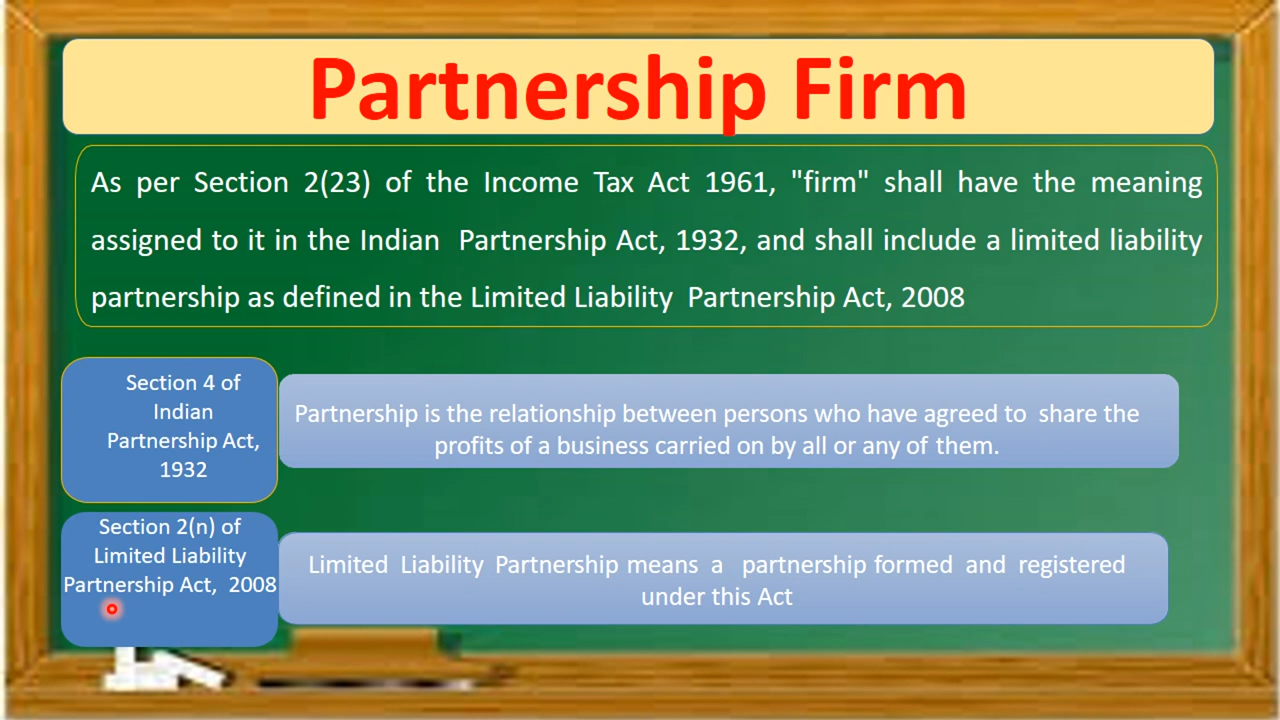 Partnership Firm
As per Section 2(23) of the Income Tax Act 1961, "firm" shall have the meaning
assigned to it in the Indian Partnership Act, 1932, and shall include a limited liability
partnership as defined in the Limited Liability Partnership Act, 2008
Section 4 of
Indian
Partnership Act,
1932
Partnership is the relationship between persons who have agreed to share the
profits of a business carried on by all or any of them.
Section 2(n) of
Limited Liability
Partnership Act, 2008
Limited Liability Partnership means a partnership formed and registered
under this Act